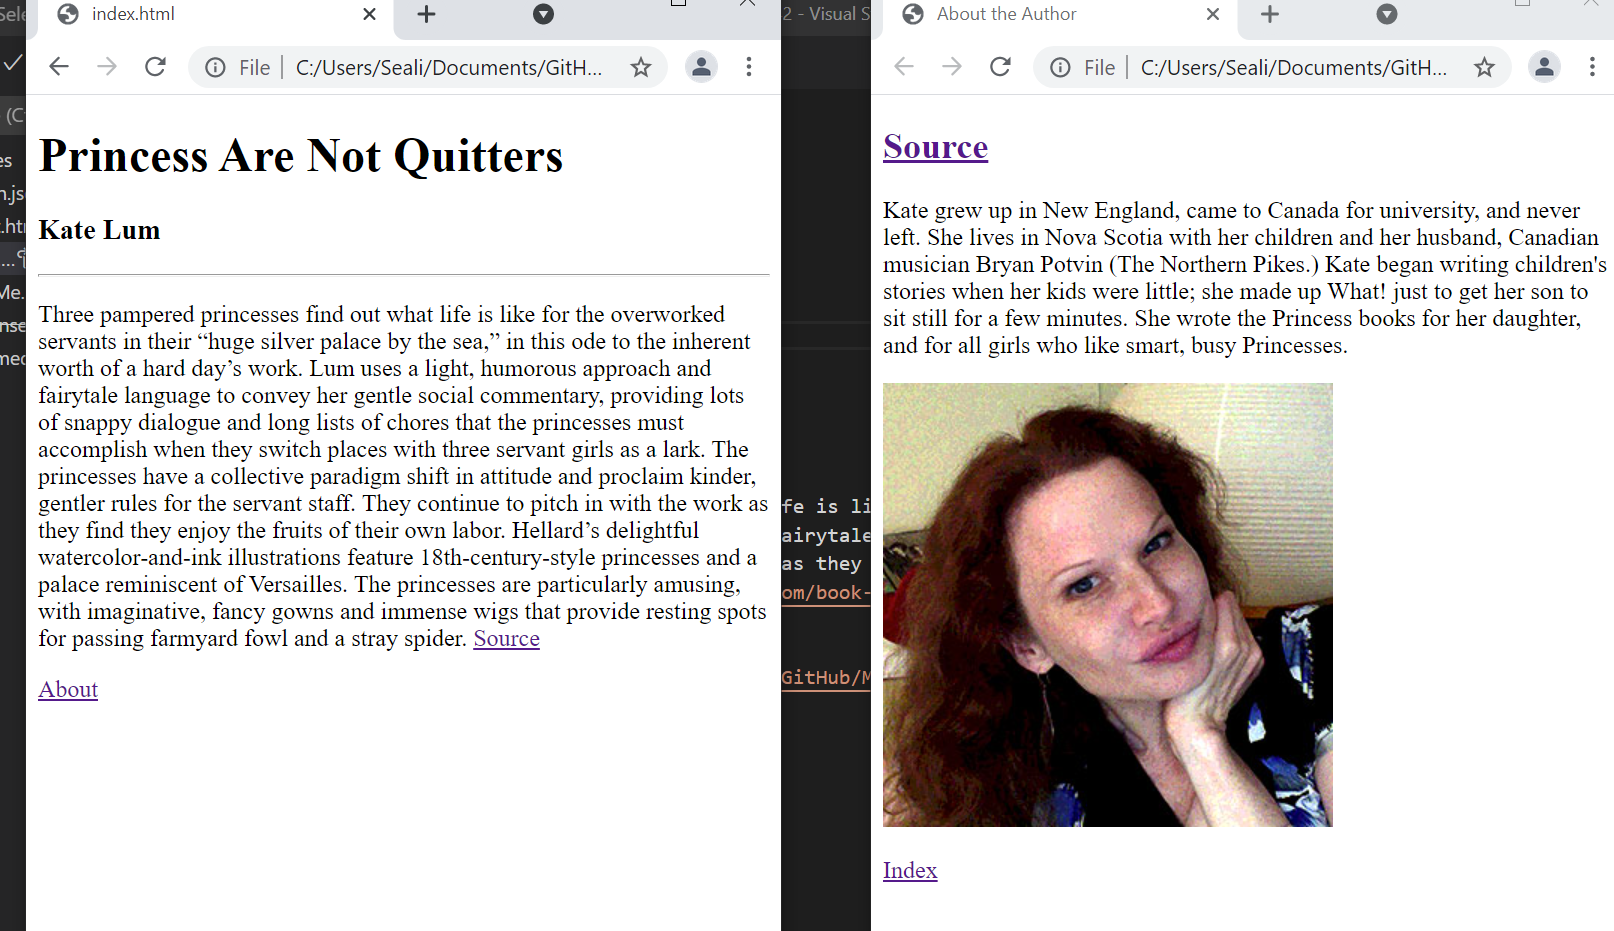 index.html
File
C:/Users/Seali/Documents/GitH...
Princess Are Not Quitters
Kate Lum
Three pampered princesses find out what life is like for the overworked
servants in their “huge silver palace by the sea,” in this ode to the inherent
worth of a hard day’s work. Lum uses a light, humorous approach and
fairytale language to convey her gentle social commentary, providing lots
of snappy dialogue and long lists of chores that the princesses must
accomplish when they switch places with three servant girls as a lark. The
princesses have a collective paradigm shift in attitude and proclaim kinder,
gentler rules for the servant staff. They continue to pitch in with the work as
they find they enjoy the fruits of their own labor. Hellard’s delightful
watercolor-and-ink illustrations feature 18th-century-style princesses and a
palace reminiscent of Versailles. The princesses are particularly amusing,
with imaginative, fancy gowns and immense wigs that provide resting spots
for passing farmyard fowl and a stray spider. Source
About
2 - Visual S
fe is li
airytale
as they
om/book-
GitHub/M
About the Author
File
C:/Users/Seali/Documents/GitH...
Source
Kate grew up in New England, came to Canada for university, and never
left. She lives in Nova Scotia with her children and her husband, Canadian
musician Bryan Potvin (The Northern Pikes.) Kate began writing children's
stories when her kids were little; she made up What! just to get her son to
sit still for a few minutes. She wrote the Princess books for her daughter,
and for all girls who like smart, busy Princesses.
Index